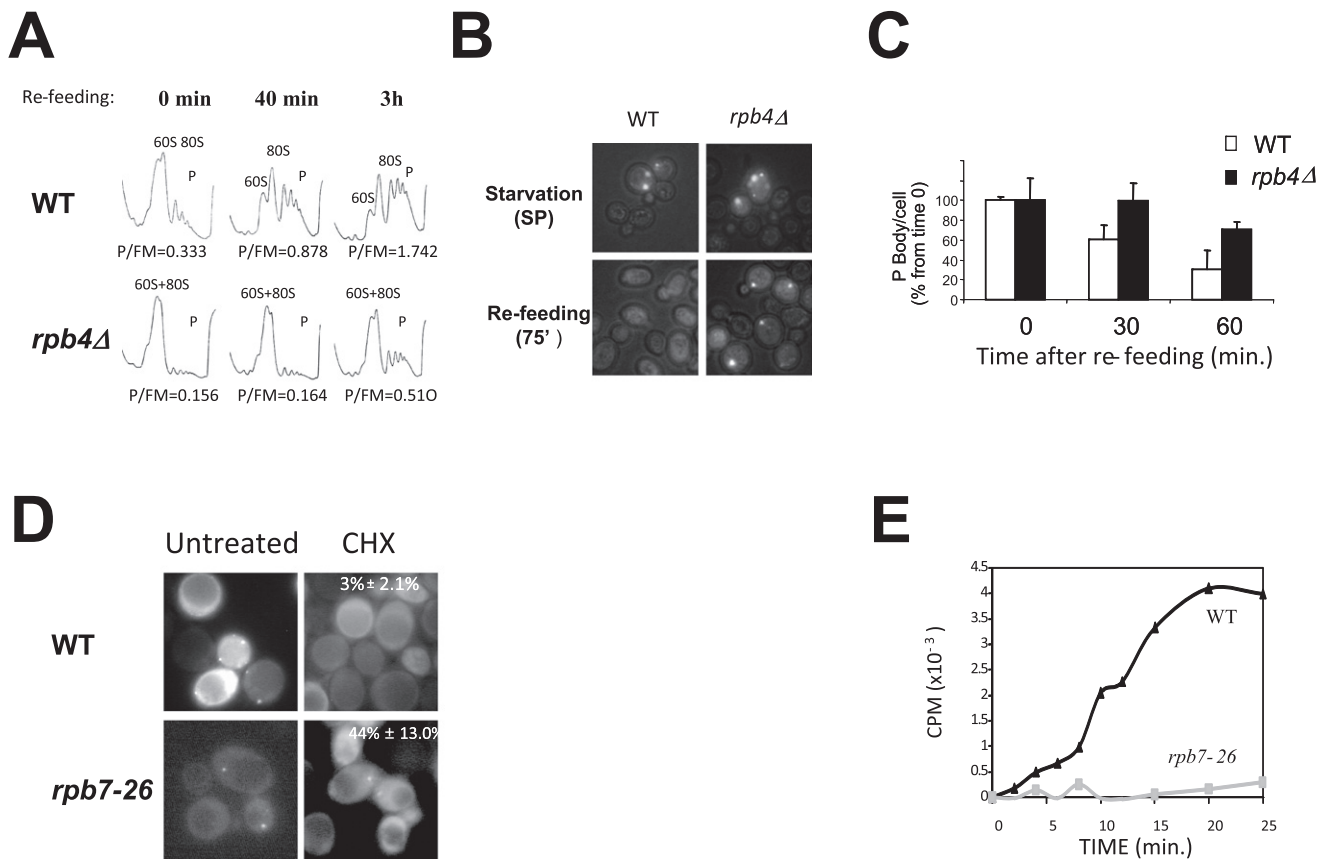 A
Re-feeding: 0 min 40 min 3h
WT
60S 80S
P
P/FM=0.333
60S
80S
P
P/FM=0.878
60S
80S
P
P/FM=1.742
rpb4Δ
60S+80S
P
P/FM=0.156
60S+80S
P
P/FM=0.164
60S+80S
P
P/FM=0.51O
B
WT rpb4Δ
Starvation
(SP)
Re-feeding
(75’ )
C
WT
rpb4Δ
P Body/cell
(% from time 0)
100
80
60
40
20
0
0 30 60
Time after re-feeding (min.)
D
Untreated CHX
WT
3% ± 2.1%
rpb7-26
44% ± 13.0%
E
CPM (x10⁻³ )
4.5
4
3.5
3
2.5
2
1.5
1
0.5
0
WT
rpb7-26
0 5 10 15 20 25
TIME (min.)